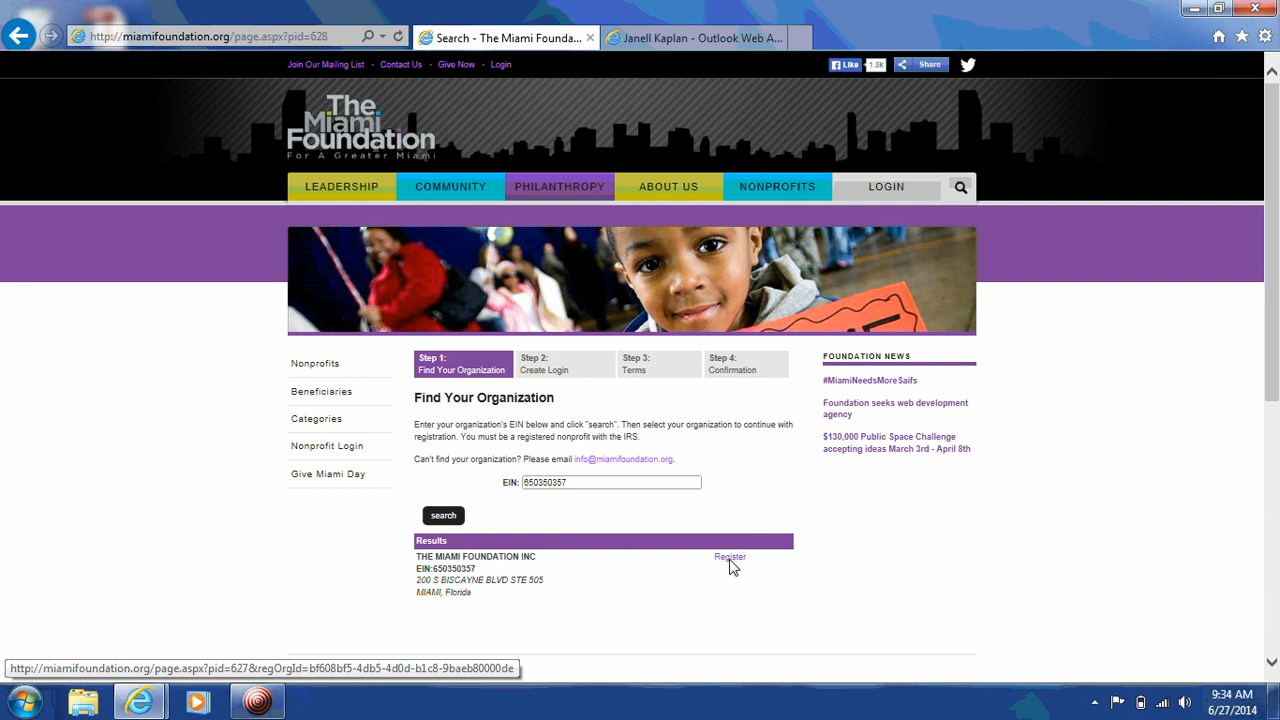 http://miamifoundation.org/page.aspx?pid=628
Search - The Miami Founda...
Janell Kaplan - Outlook Web A...
Join Our Mailing List · Contact Us · Give Now · Login
Like 1.8k Share
The
Miami
Foundation
For A Greater Miami
LEADERSHIP COMMUNITY PHILANTHROPY ABOUT US NONPROFITS LOGIN
Nonprofits
Beneficiaries
Categories
Nonprofit Login
Give Miami Day
Step 1:
Find Your Organization
Step 2:
Create Login
Step 3:
Terms
Step 4:
Confirmation
Find Your Organization
Enter your organization's EIN below and click "search". Then select your organization to continue with
registration. You must be a registered nonprofit with the IRS.
Can't find your organization? Please email info@miamifoundation.org.
EIN: 650350357
search
Results
THE MIAMI FOUNDATION INC Register
EIN:650350357
200 S BISCAYNE BLVD STE 505
MIAMI, Florida
FOUNDATION NEWS
#MiamiNeedsMoreSaifs
Foundation seeks web development
agency
$130,000 Public Space Challenge
accepting ideas March 3rd - April 8th
http://miamifoundation.org/page.aspx?pid=627&regOrgId=bf608bf5-4db5-4d0d-b1c8-9baeb80000de
9:34 AM
6/27/2014